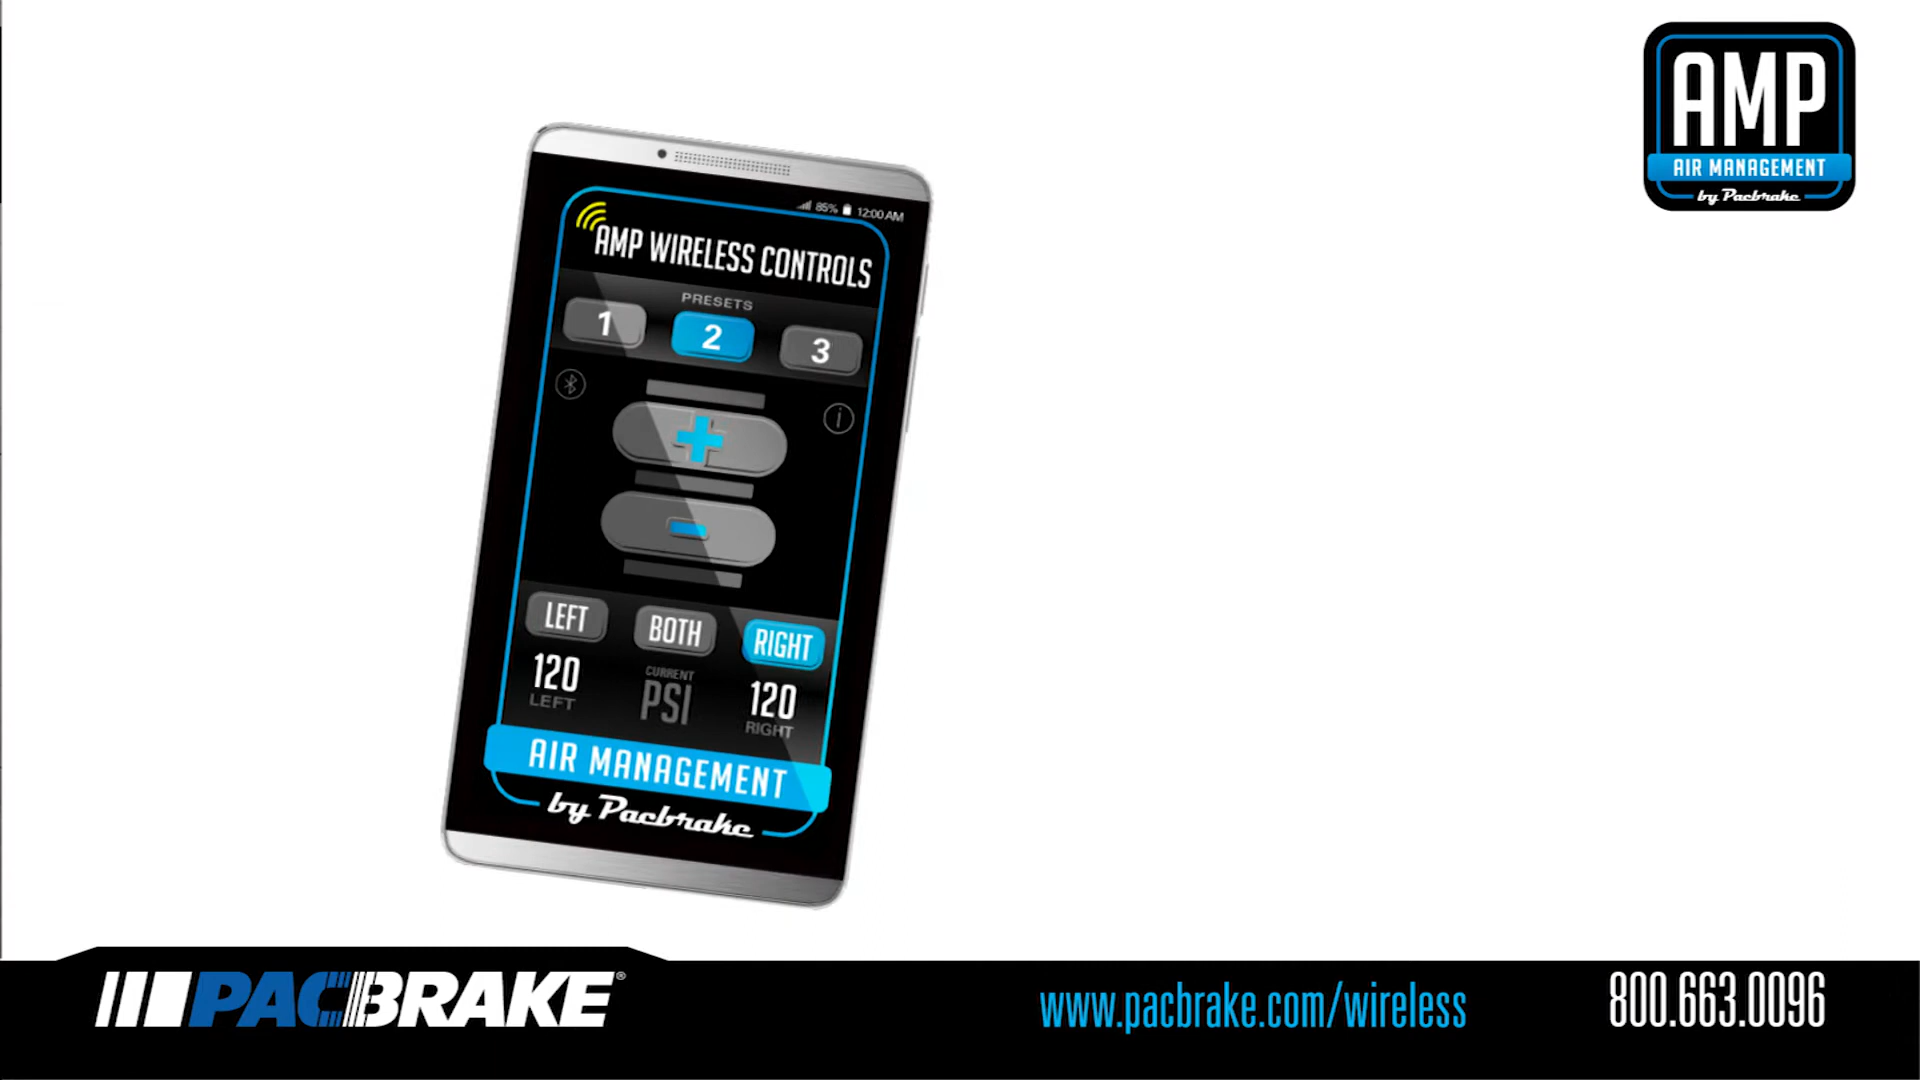 AMP
AIR MANAGEMENT
by Pacbrake
85% 12:00 AM
AMP WIRELESS CONTROLS
PRESETS
1 2 3
i
+
-
LEFT BOTH RIGHT
120 CURRENT 120
LEFT PSI RIGHT
AIR MANAGEMENT
by Pacbrake
PACBRAKE®
www.pacbrake.com/wireless
800.663.0096